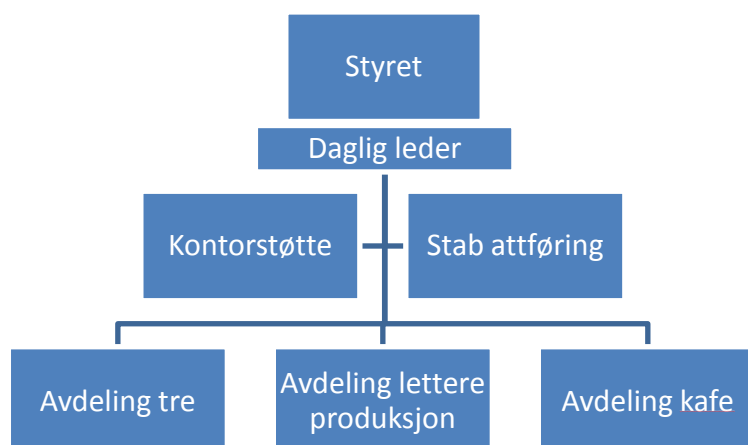 Styret
Daglig leder
Kontorstøtte
Stab attføring
Avdeling tre
Avdeling lettere
produksjon
Avdeling kafe